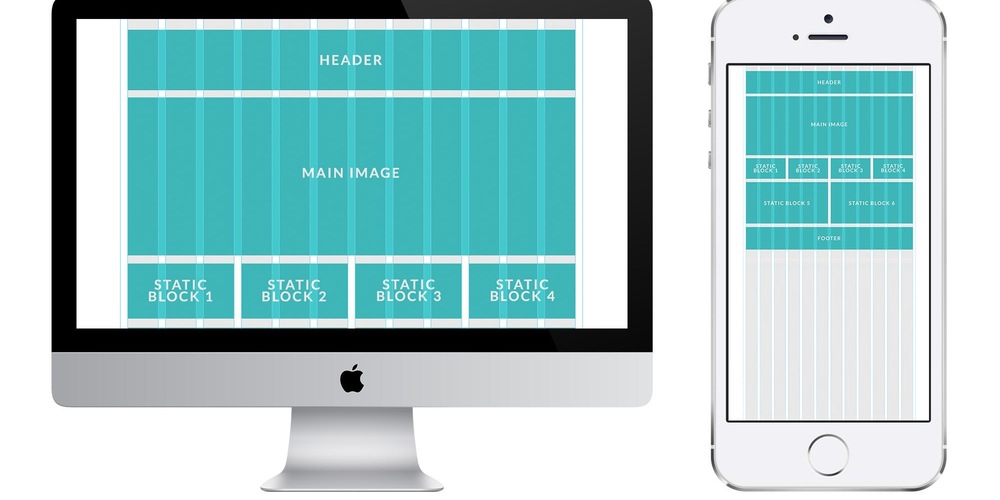 HEADER
MAIN IMAGE
STATIC
BLOCK 1
STATIC
BLOCK 2
STATIC
BLOCK 3
STATIC
BLOCK 4
HEADER
MAIN IMAGE
STATIC
BLOCK 1
STATIC
BLOCK 2
STATIC
BLOCK 3
STATIC
BLOCK 4
STATIC BLOCK 5
STATIC BLOCK 6
FOOTER